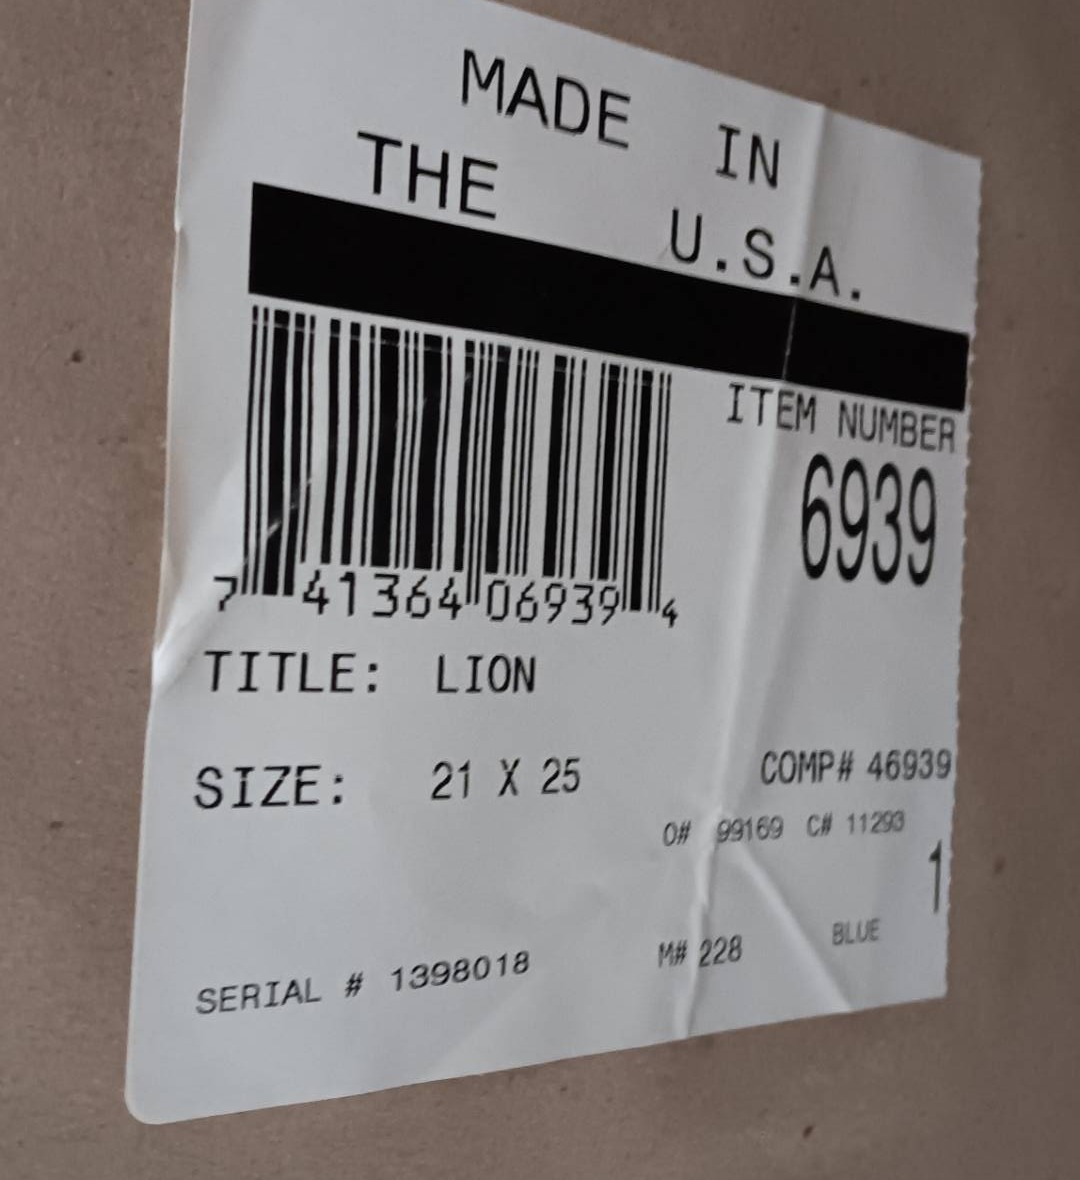 MADE IN
THE U.S.A.
ITEM NUMBER
6939
7 41364 06939 4
TITLE: LION
SIZE: 21 X 25
COMP# 46939
O# 99169 C# 11293
1
SERIAL # 1398018 M# 228 BLUE